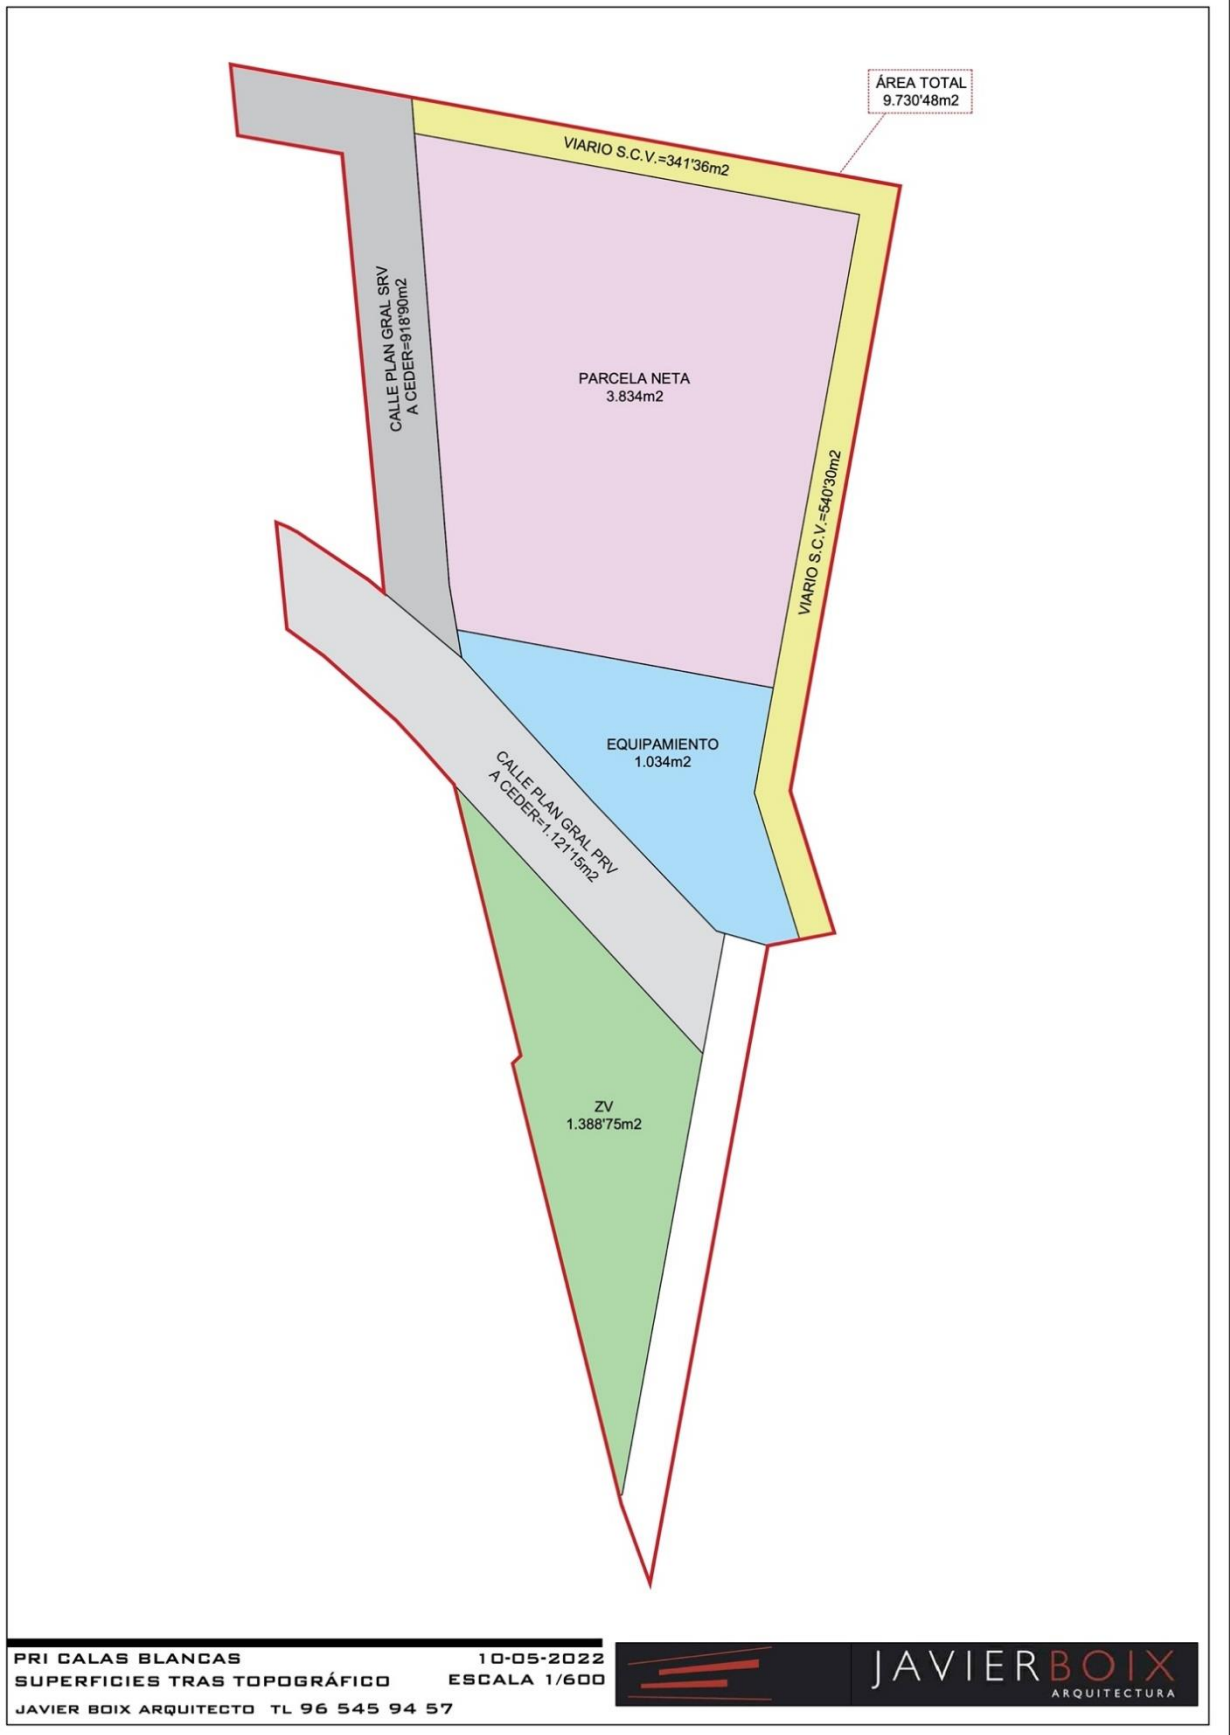 ÁREA TOTAL
9.730'48m2
VIARIO S.C.V.=341'36m2
CALLE PLAN GRAL SRV
A CEDER=918'90m2
PARCELA NETA
3.834m2
VIARIO S.C.V.=540'30m2
EQUIPAMIENTO
1.034m2
CALLE PLAN GRAL PRV
A CEDER=1.121'15m2
ZV
1.388'75m2
PRI CALAS BLANCAS 10-05-2022
SUPERFICIES TRAS TOPOGRÁFICO ESCALA 1/600
JAVIER BOIX ARQUITECTO TL 96 545 94 57
JAVIERBOIX
ARQUITECTURA